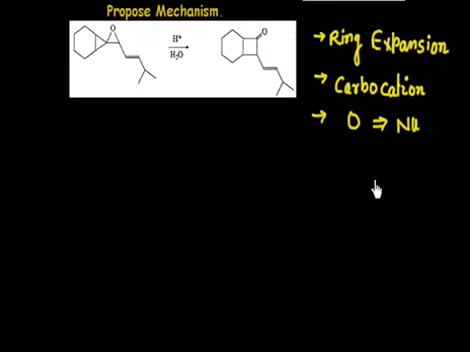 Propose Mechanism.
O
H⁺
H₂O
O
→ Ring Expansion
→ Carbocation
→ O ⇒ Nu